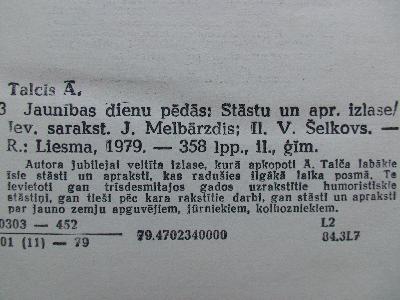 Talcis Ā.
3 Jaunības dienu pēdās: Stāstu un apr. izlase/
Iev. sarakst. J. Melbārzdis; Il. V. Šelkovs. —
R.: Liesma, 1979. — 358 lpp., il., ģīm.
Autora jubilejai veltīta izlase, kurā apkopoti Ā. Talča labākie
īsie stāsti un apraksti, kas radušies ilgākā laika posmā. Te
ievietoti gan trīsdesmitajos gados uzrakstītie humoristiskie
stāstiņi, gan tieši pēc kara rakstītie darbi, gan stāsti un apraksti
par jauno zemju apguvējiem, jūrniekiem, kolhozniekiem.
0303 — 452
01 (11) — 79
79.4702340000
L2
84.3L7